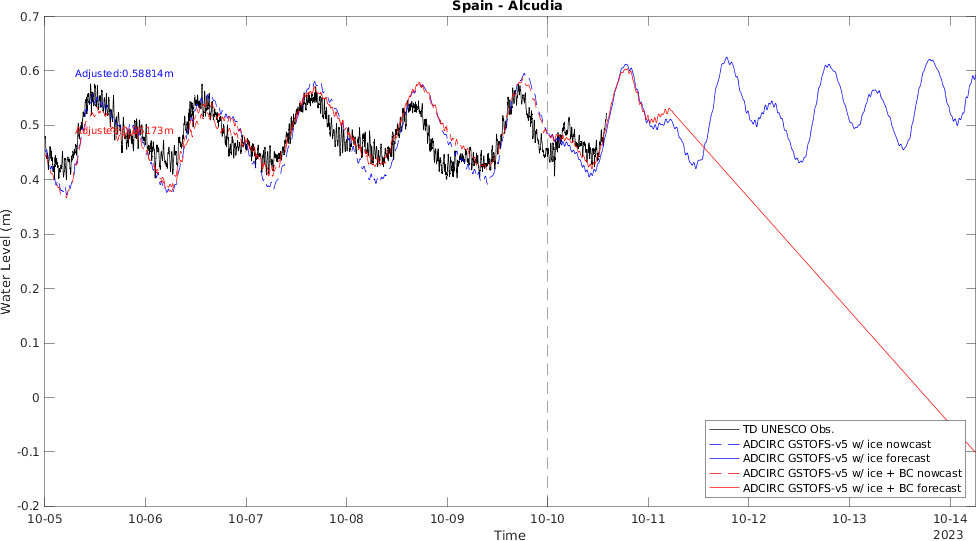 Spain - Alcudia
0.7
0.6
0.5
0.4
0.3
0.2
0.1
0
-0.1
-0.2
Water Level (m)
Adjusted:0.58814m
10-05
10-06
10-07
10-08
10-09
10-10
10-11
10-12
10-13
10-14
2023
Time
TD UNESCO Obs.
ADCIRC GSTOFS-v5 w/ ice nowcast
ADCIRC GSTOFS-v5 w/ ice forecast
ADCIRC GSTOFS-v5 w/ ice + BC nowcast
ADCIRC GSTOFS-v5 w/ ice + BC forecast